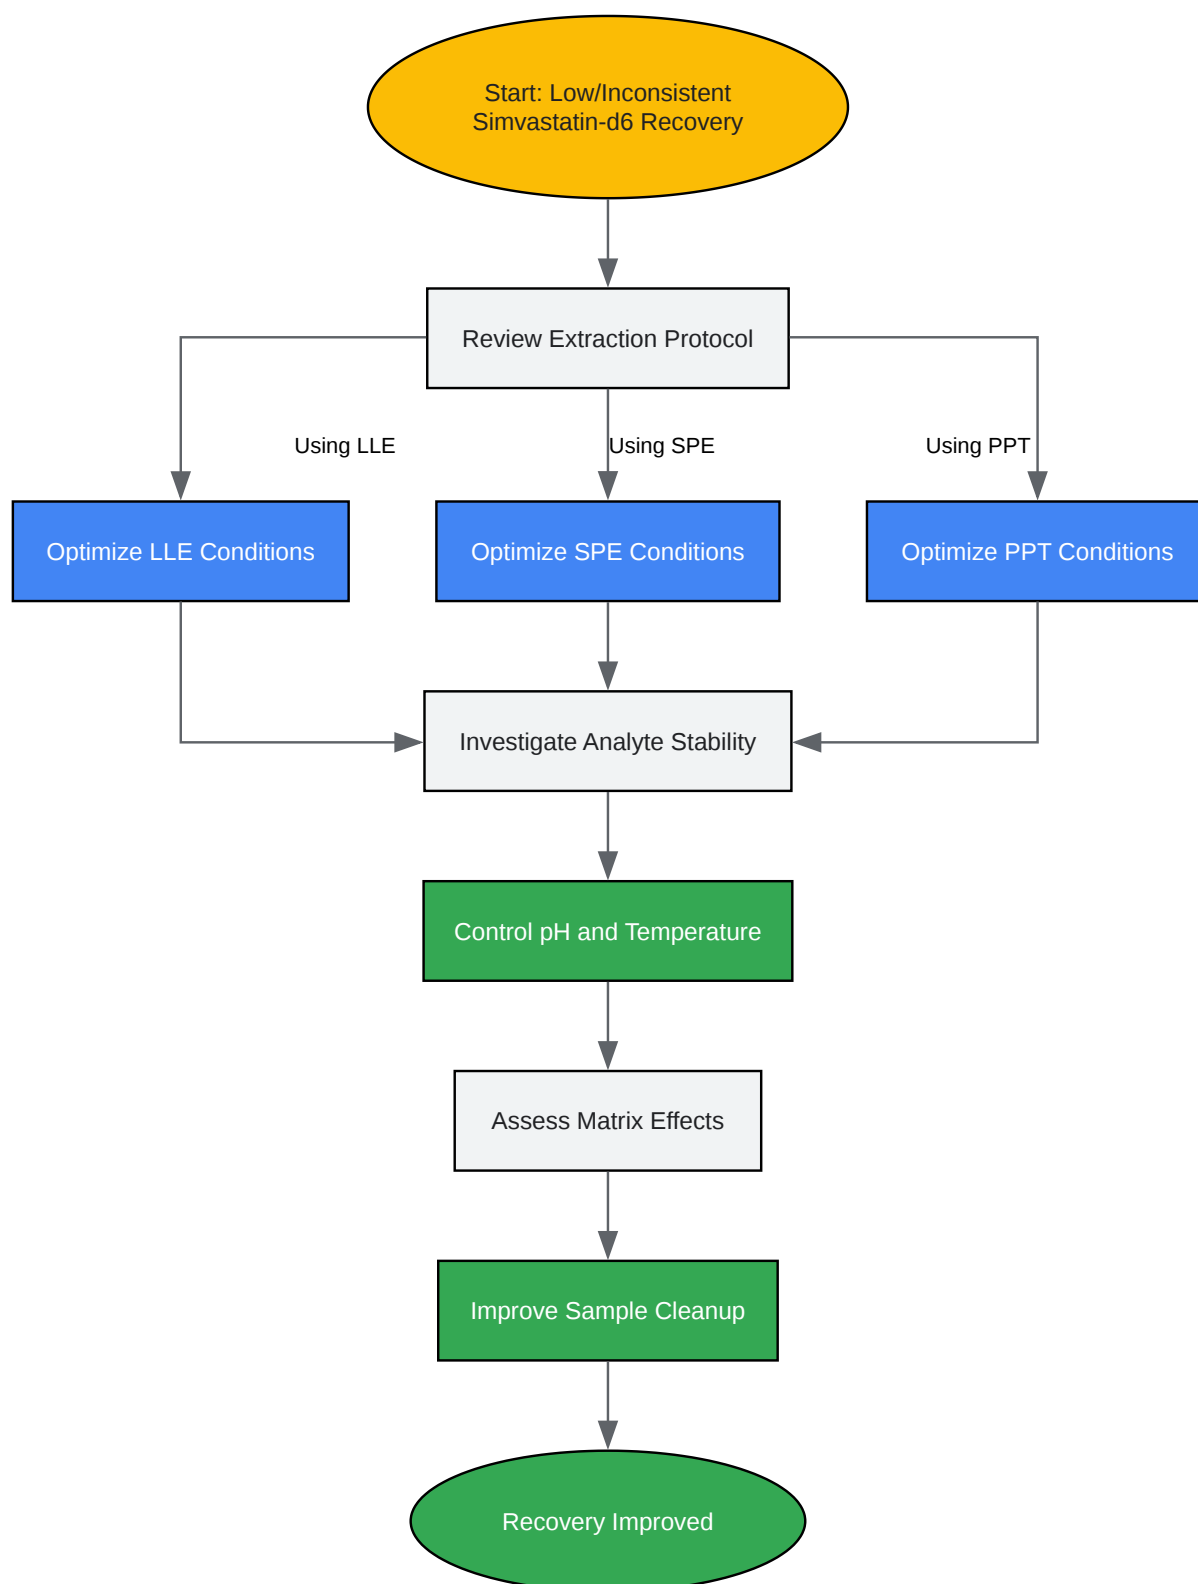 Start: Low/Inconsistent
Simvastatin-d6 Recovery
Review Extraction Protocol
Using LLE
Using SPE
Using PPT
Optimize LLE Conditions
Optimize SPE Conditions
Optimize PPT Conditions
Investigate Analyte Stability
Control pH and Temperature
Assess Matrix Effects
Improve Sample Cleanup
Recovery Improved